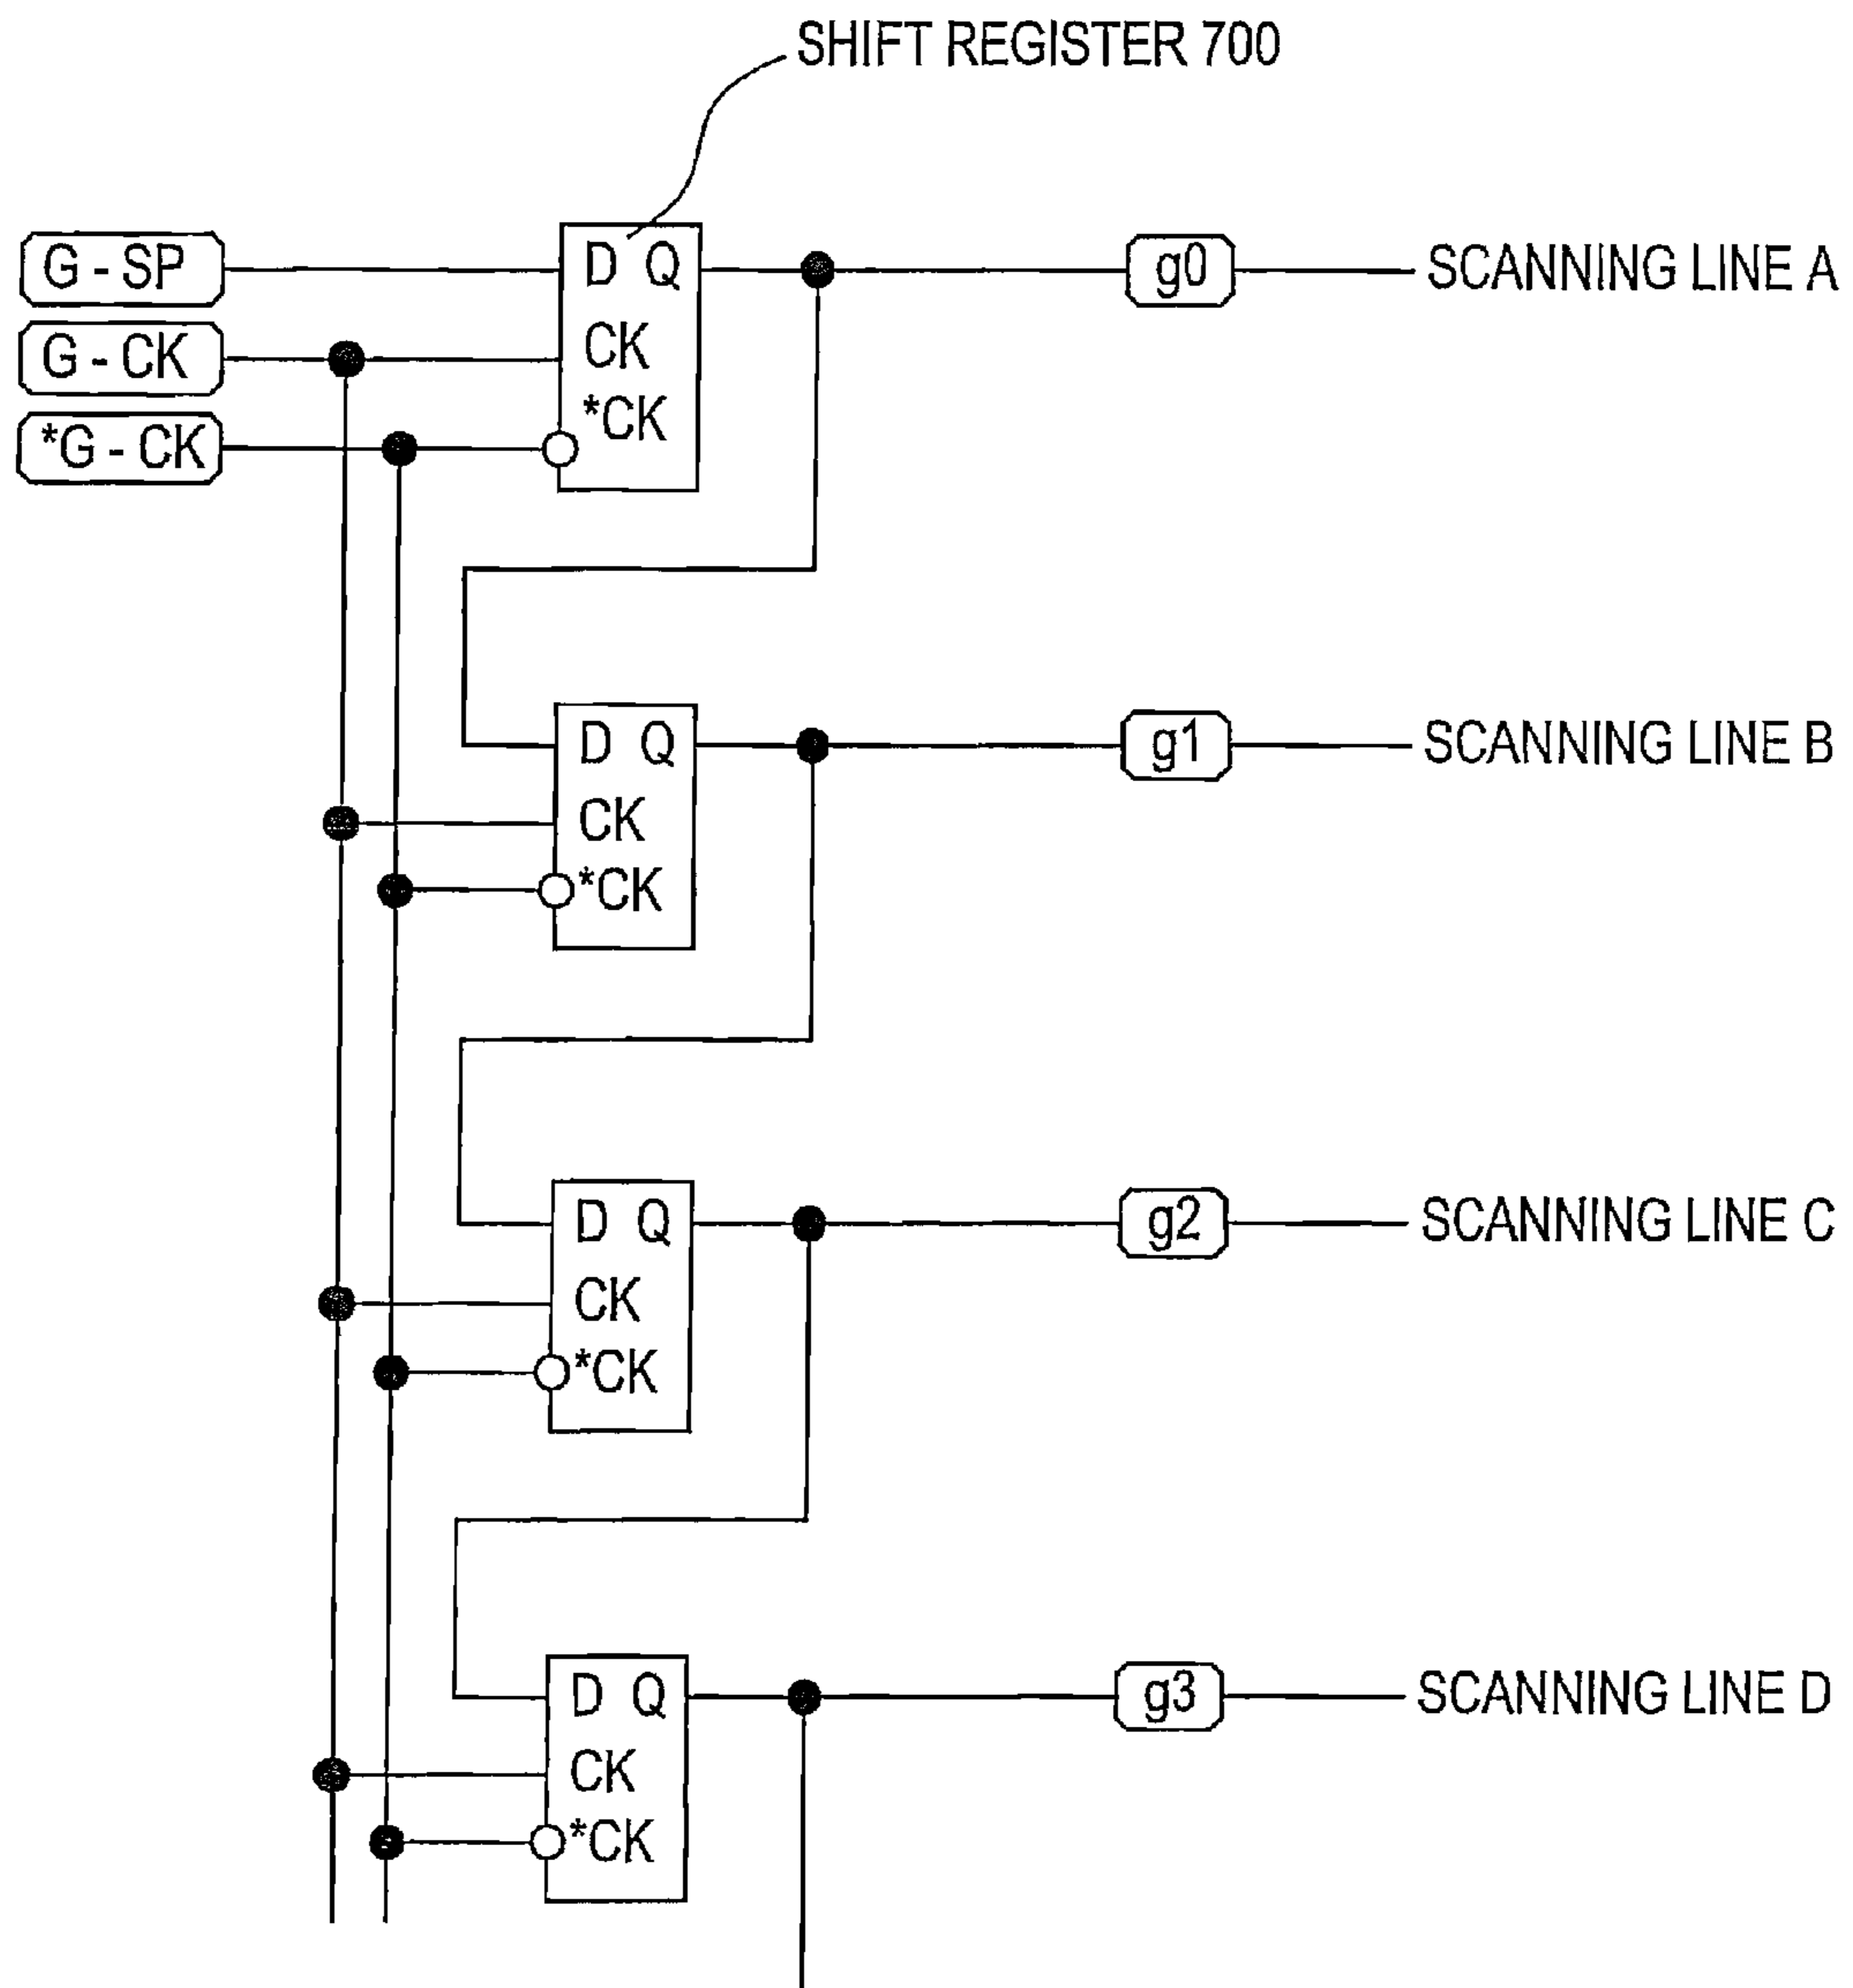 SHIFT REGISTER 700
G - SP
D Q
g0
SCANNING LINE A
G - CK
CK
*G - CK
*CK
D Q
g1
SCANNING LINE B
CK
*CK
D Q
g2
SCANNING LINE C
CK
*CK
D Q
g3
SCANNING LINE D
CK
*CK